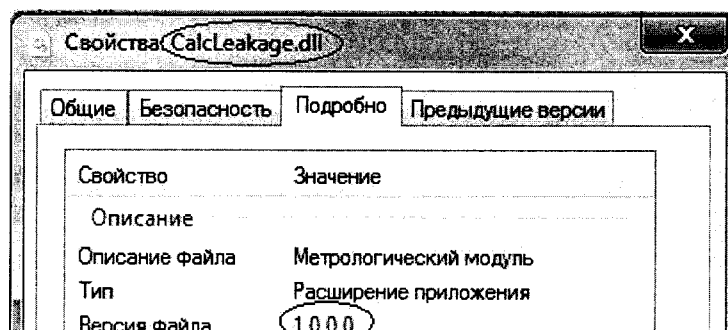 Свойства: CalcLeakage.dll
Общие Безопасность Подробно Предыдущие версии
Свойство Значение
Описание
Описание файла Метрологический модуль
Тип Расширение приложения
Версия файла 1.0.0.0